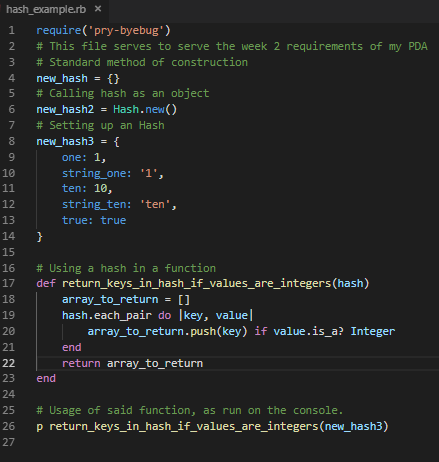 hash_example.rb ×
1 require('pry-byebug')
2 # This file serves to serve the week 2 requirements of my PDA
3 # Standard method of construction
4 new_hash = {}
5 # Calling hash as an object
6 new_hash2 = Hash.new()
7 # Setting up an Hash
8 new_hash3 = {
9     one: 1,
10     string_one: '1',
11     ten: 10,
12     string_ten: 'ten',
13     true: true
14 }
15
16 # Using a hash in a function
17 def return_keys_in_hash_if_values_are_integers(hash)
18     array_to_return = []
19     hash.each_pair do |key, value|
20         array_to_return.push(key) if value.is_a? Integer
21     end
22     return array_to_return
23 end
24
25 # Usage of said function, as run on the console.
26 p return_keys_in_hash_if_values_are_integers(new_hash3)
27